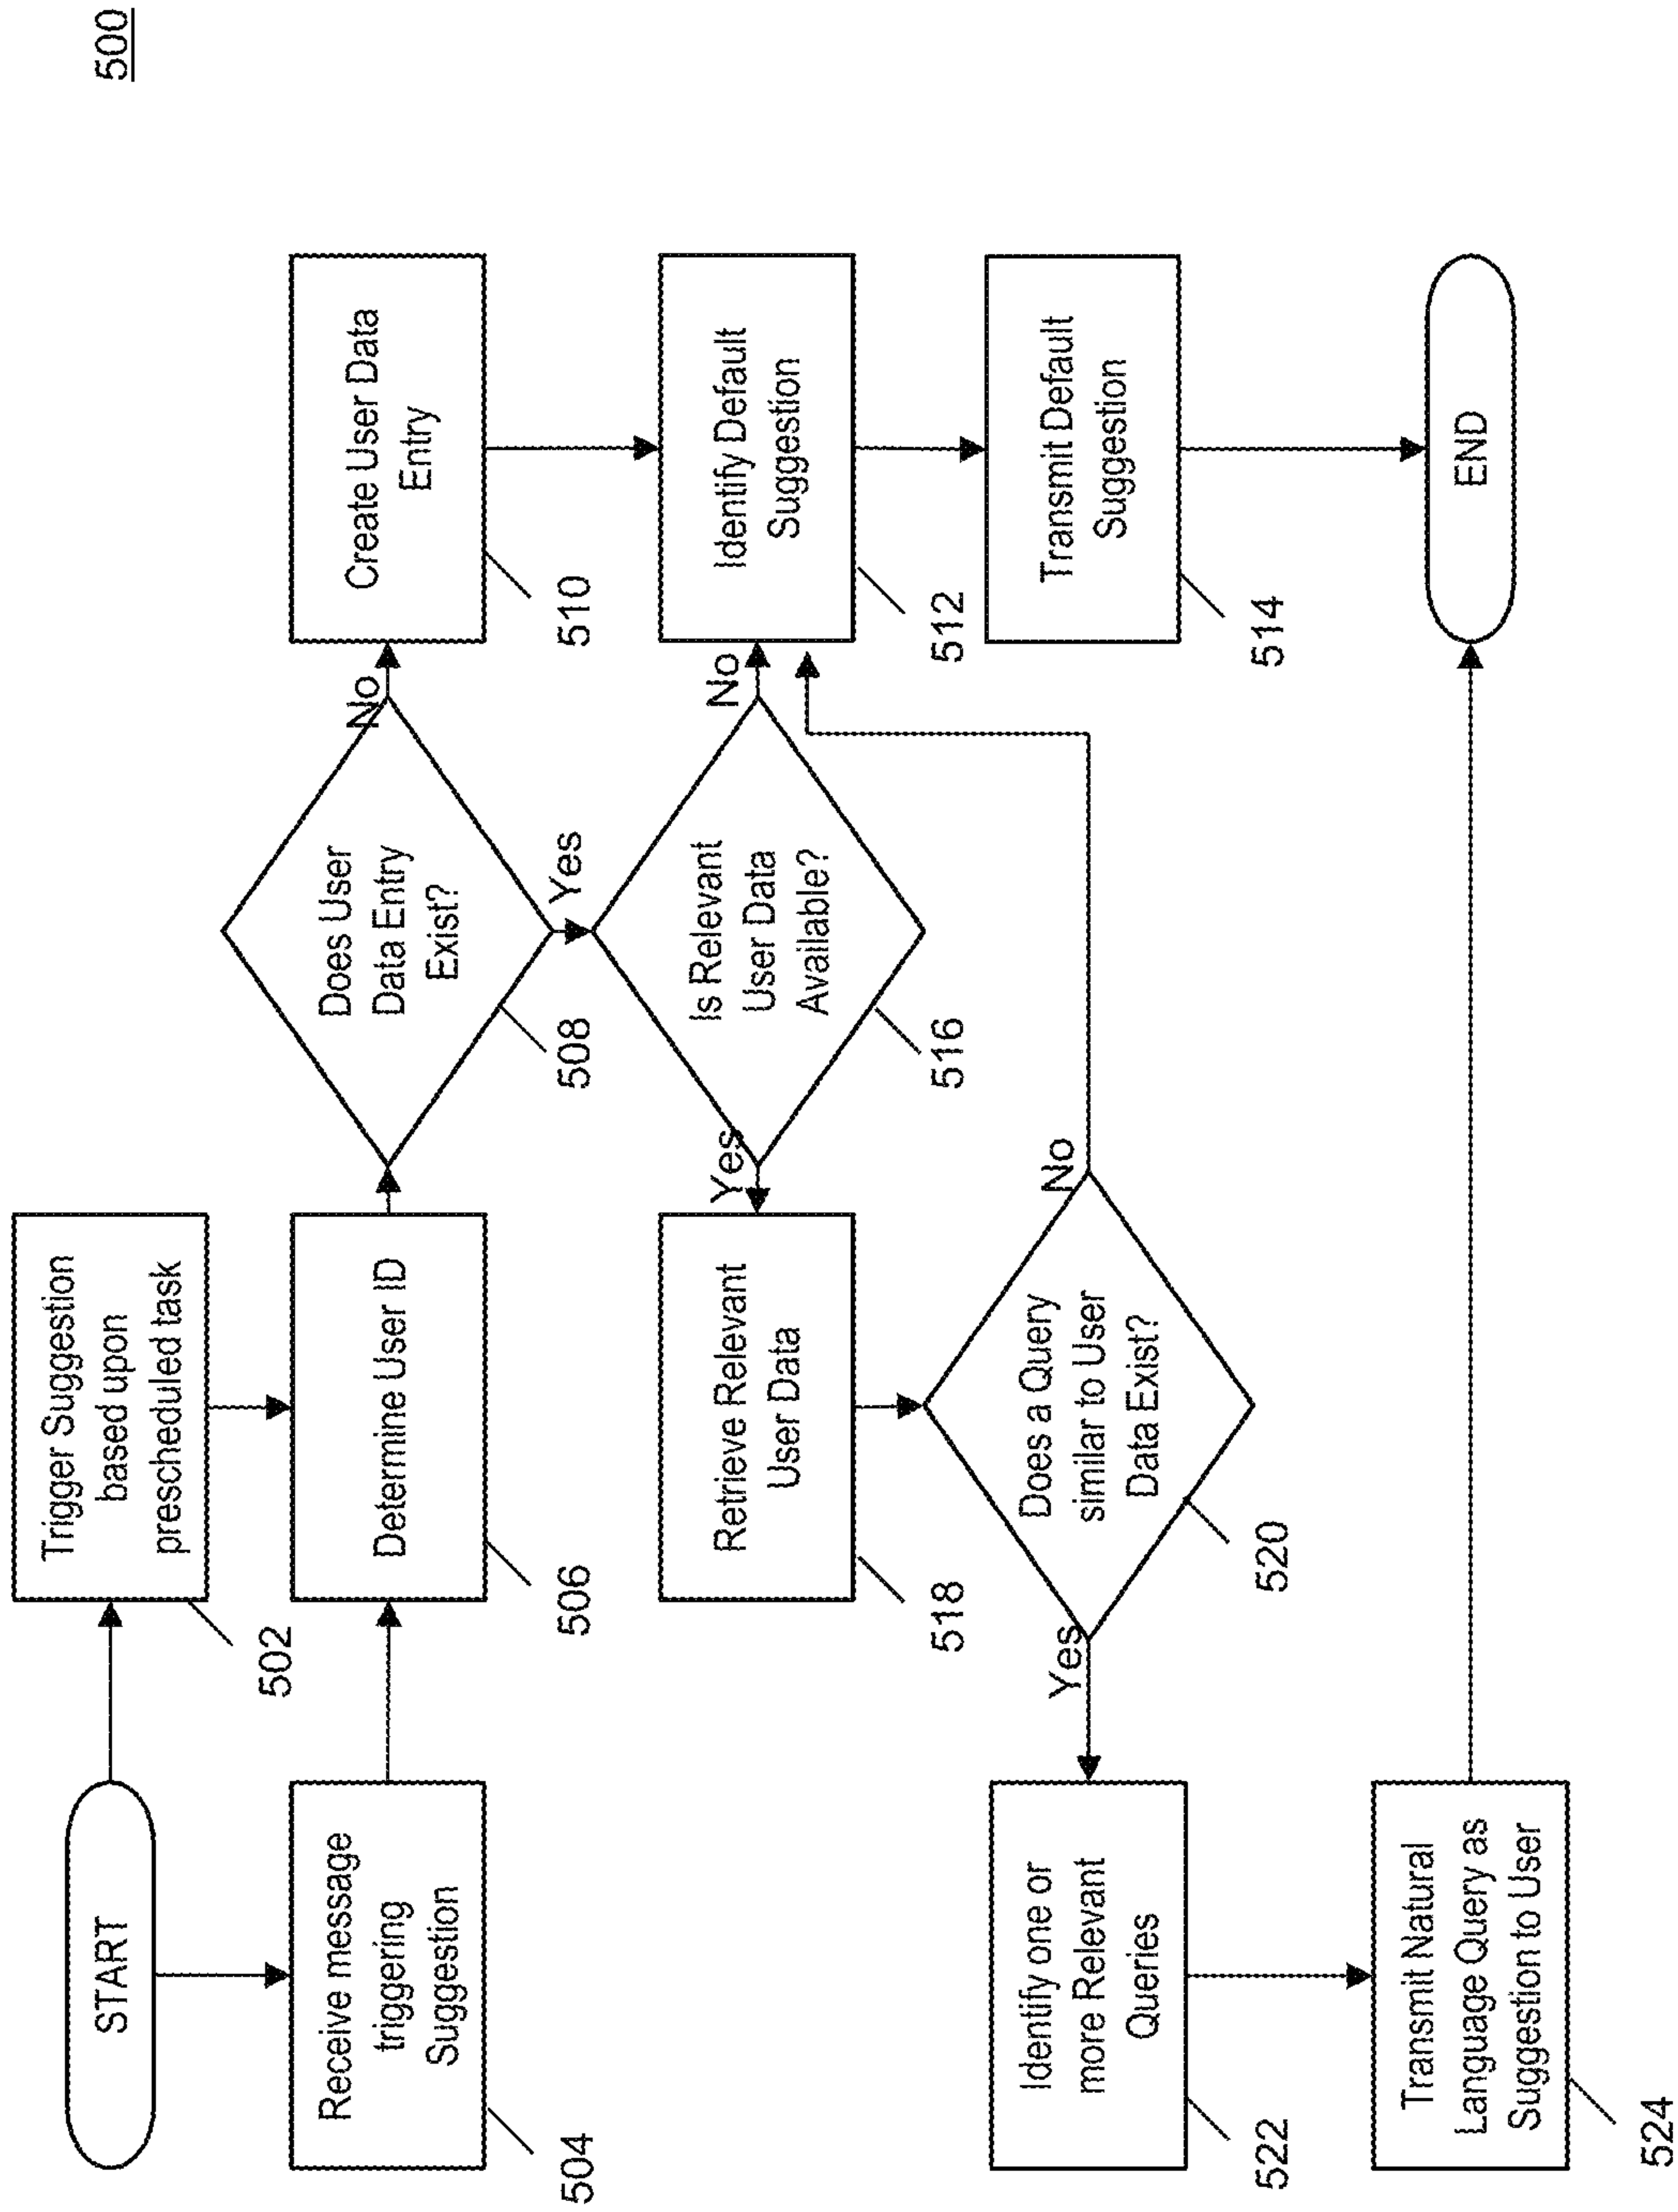 500
START
Trigger Suggestion
based upon
prescheduled task
502
Receive message
triggering
Suggestion
504
Determine User ID
506
Does User
Data Entry
Exist?
508
No
Yes
Create User Data
Entry
510
Is Relevant
User Data
Available?
516
No
Yes
Identify Default
Suggestion
512
Transmit Default
Suggestion
514
Retrieve Relevant
User Data
518
Does a Query
similar to User
Data Exist?
520
No
Yes
Identify one or
more Relevant
Queries
522
Transmit Natural
Language Query as
Suggestion to User
524
END